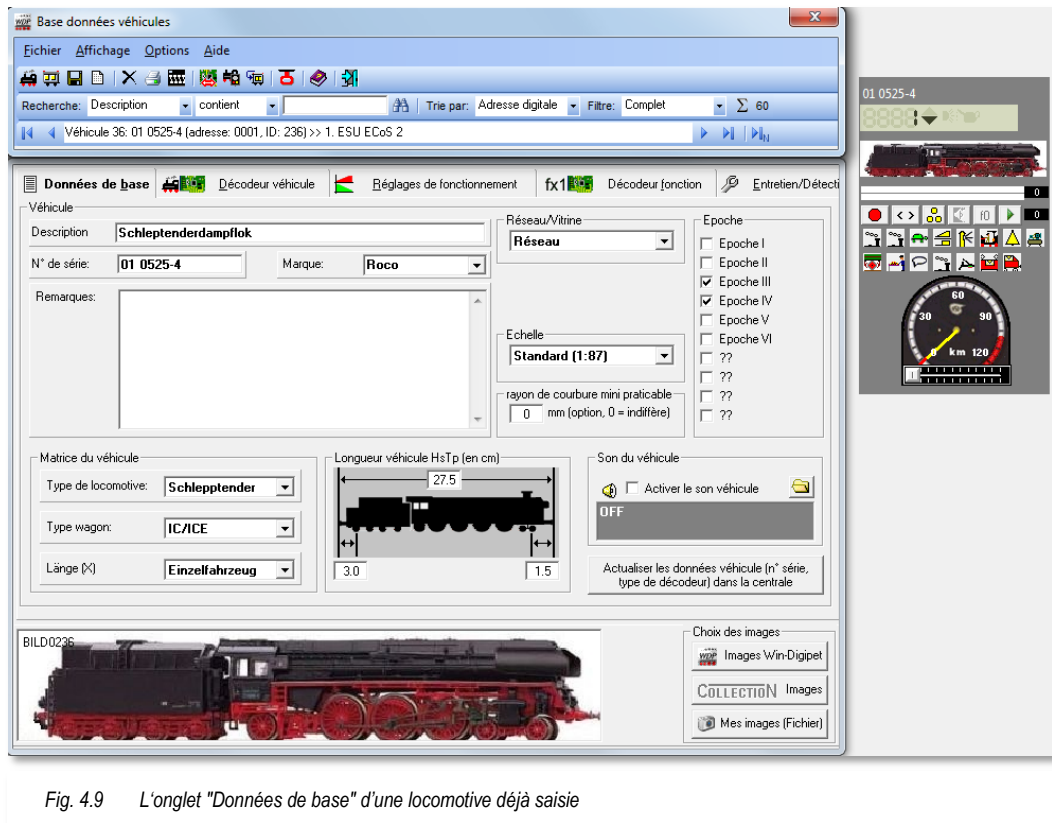 Base données véhicules
Fichier Affichage Options Aide
Recherche: Description contient Trie par: Adresse digitale Filtre: Complet Σ 60
Véhicule 36: 01 0525-4 (adresse: 0001, ID: 236) >> 1. ESU ECoS 2
Données de base Décodeur véhicule Réglages de fonctionnement fx1 Décodeur fonction Entretien/Détecti
Véhicule
Description Schleptenderdampflok
N° de série: 01 0525-4 Marque: Roco
Remarques:
Réseau/Vitrine
Réseau
Echelle
Standard (1:87)
rayon de courbure mini praticable
0 mm (option, 0 = indiffère)
Epoche
Epoche I
Epoche II
Epoche III
Epoche IV
Epoche V
Epoche VI
??
??
??
??
Matrice du véhicule
Type de locomotive: Schlepptender
Type wagon: IC/ICE
Länge (X) Einzelfahrzeug
Longueur véhicule HsTp (en cm)
27.5
3.0 1.5
Son du véhicule
Activer le son véhicule
OFF
Actualiser les données véhicule (n° série,
type de décodeur) dans la centrale
BILD0236
Choix des images
WDP Images Win-Digipet
COLLECTION Images
Mes images (Fichier)
01 0525-4
0
f0 0
30 60 90
0 km 120
Fig. 4.9 L‘onglet "Données de base" d’une locomotive déjà saisie